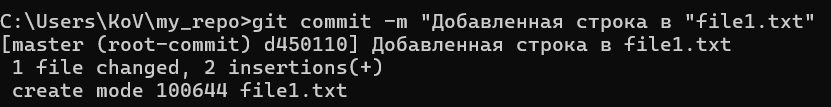 C:\Users\KoV\my_repo>git commit -m "Добавленная строка в "file1.txt"
[master (root-commit) d450110] Добавленная строка в file1.txt
 1 file changed, 2 insertions(+)
 create mode 100644 file1.txt